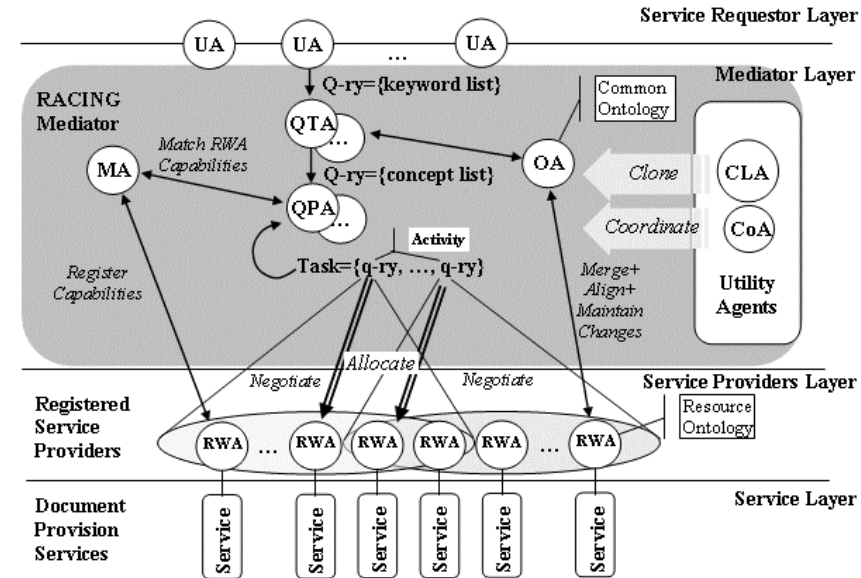 Service Requestor Layer
UA
UA
...
UA
Mediator Layer
RACING
Mediator
Q-ry={keyword list}
Common
Ontology
QTA
...
Match RWA
Capabilities
MA
OA
Clone
CLA
Q-ry={concept list}
QPA
...
Coordinate
CoA
Activity
Task={q-ry, ..., q-ry}
Utility
Agents
Register
Capabilities
Merge+
Align+
Maintain
Changes
Allocate
Negotiate
Negotiate
Service Providers Layer
Registered
Service
Providers
Resource
Ontology
RWA
...
RWA
RWA
RWA
RWA
...
RWA
Service Layer
Document
Provision
Services
Service
Service
Service
Service
Service
Service